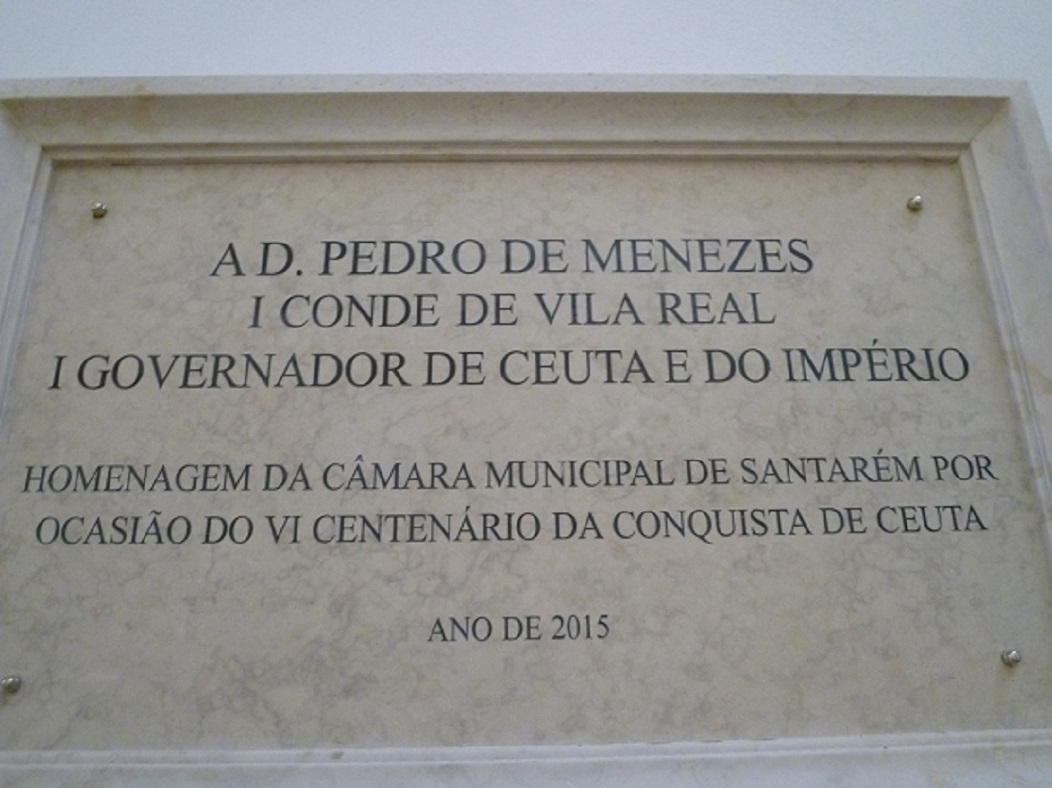 A D. PEDRO DE MENEZES
I CONDE DE VILA REAL
I GOVERNADOR DE CEUTA E DO IMPÉRIO
HOMENAGEM DA CÂMARA MUNICIPAL DE SANTARÉM POR
OCASIÃO DO VI CENTENÁRIO DA CONQUISTA DE CEUTA
ANO DE 2015